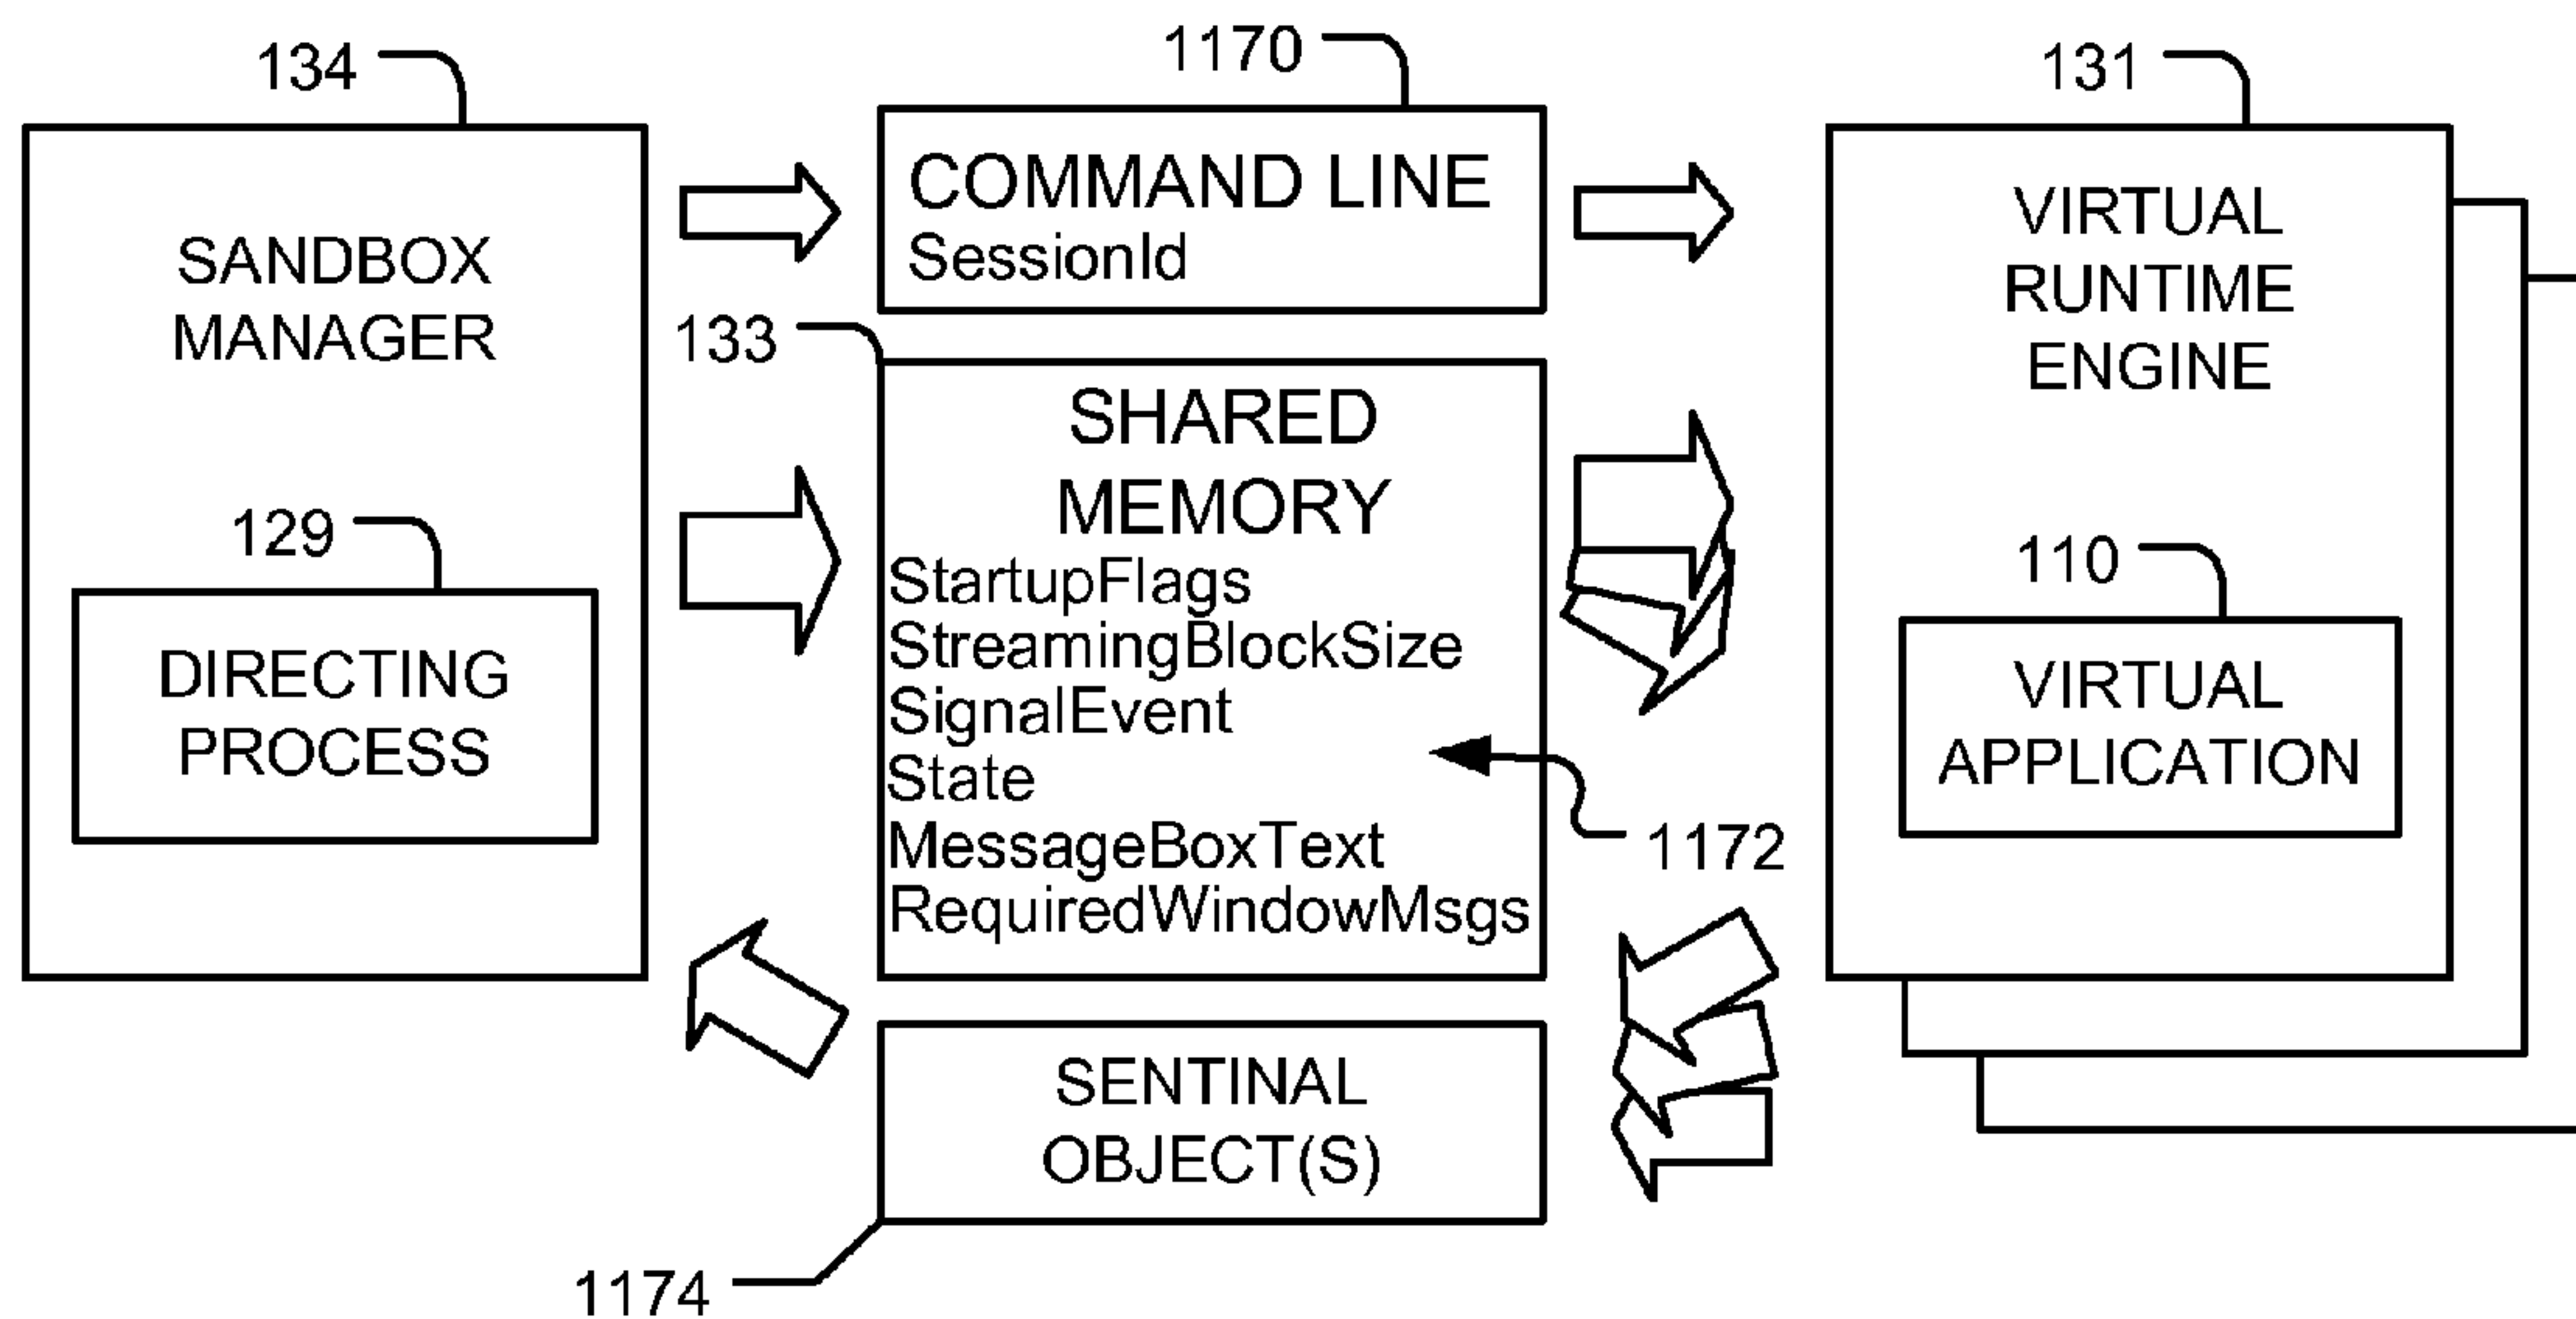 134
SANDBOX
MANAGER
129
DIRECTING
PROCESS
1170
COMMAND LINE
SessionId
133
SHARED
MEMORY
StartupFlags
StreamingBlockSize
SignalEvent
State
MessageBoxText
RequiredWindowMsgs
1172
SENTINAL
OBJECT(S)
1174
131
VIRTUAL
RUNTIME
ENGINE
110
VIRTUAL
APPLICATION